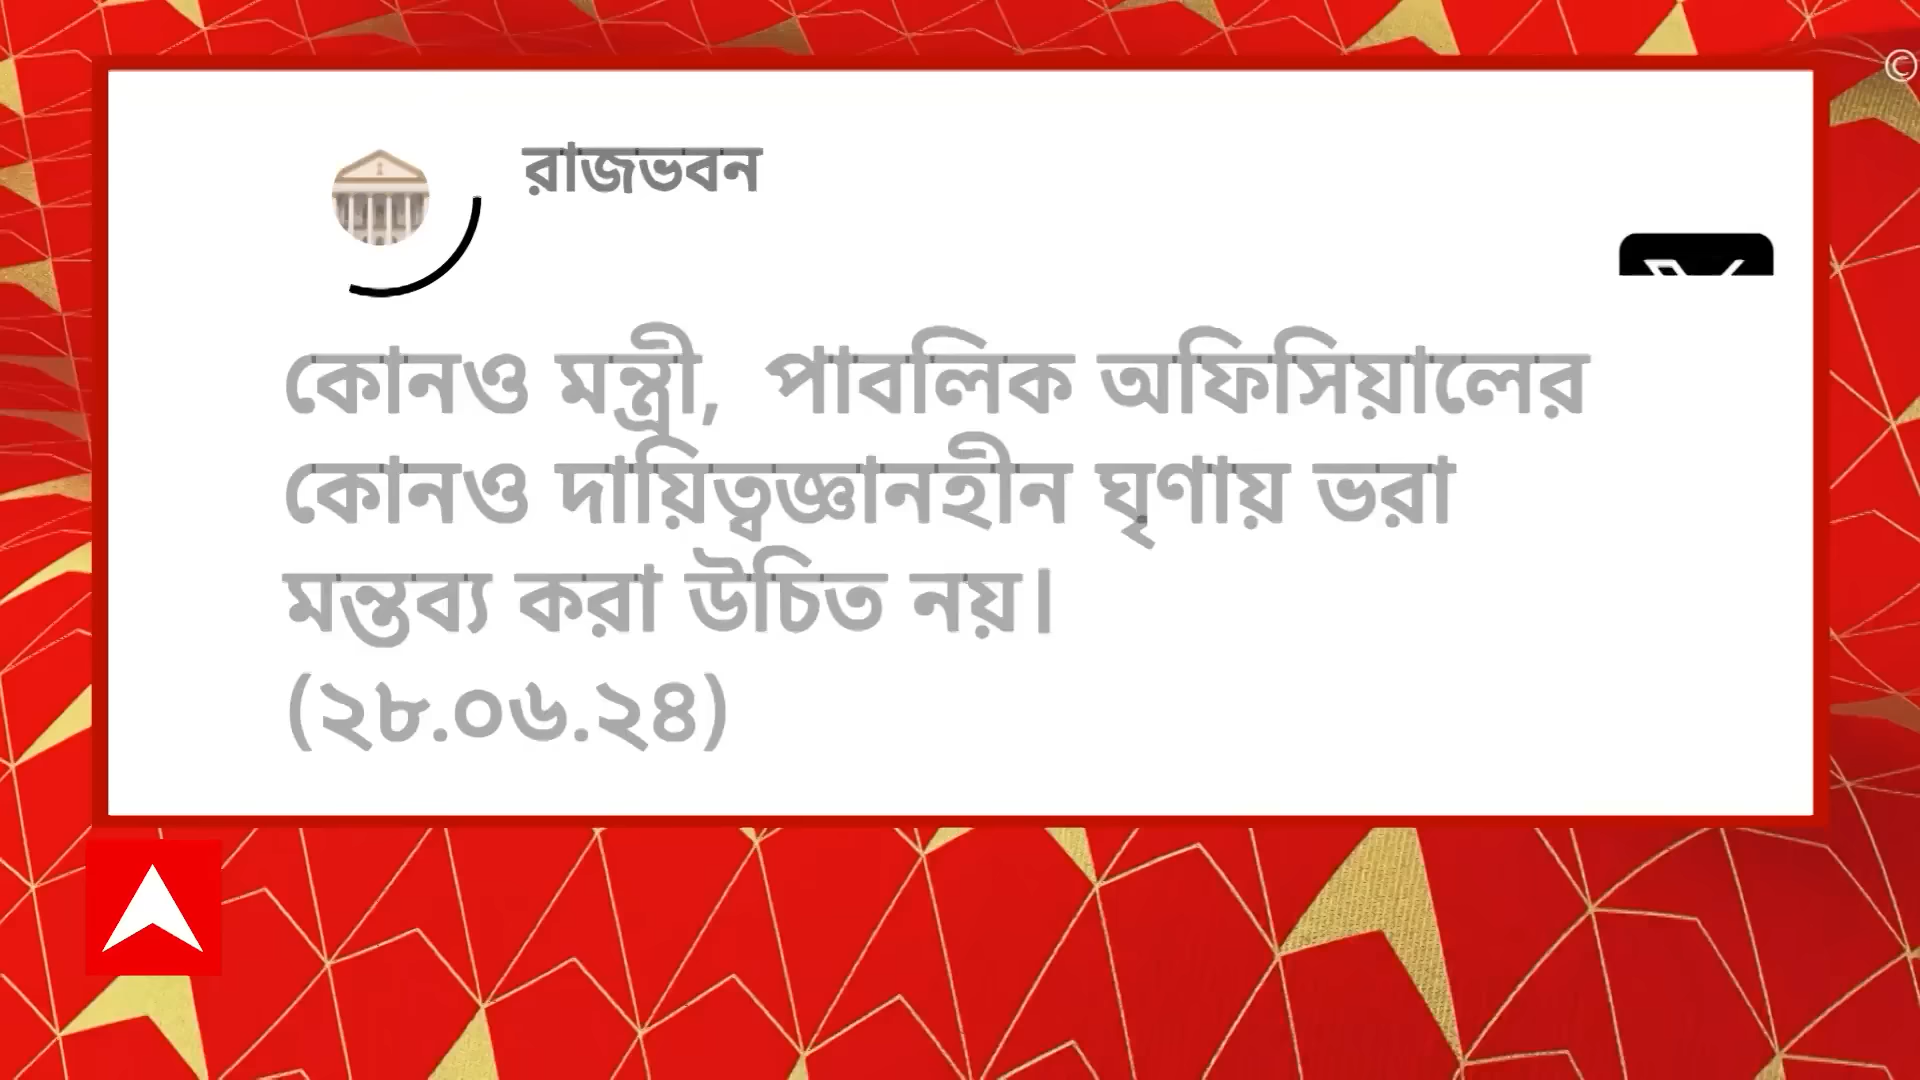 ©
রাজভবন
কোনও মন্ত্রী, পাবলিক অফিসিয়ালের
কোনও দায়িত্বজ্ঞানহীন ঘৃণায় ভরা
মন্তব্য করা উচিত নয়।
(২৮.০৬.২৪)